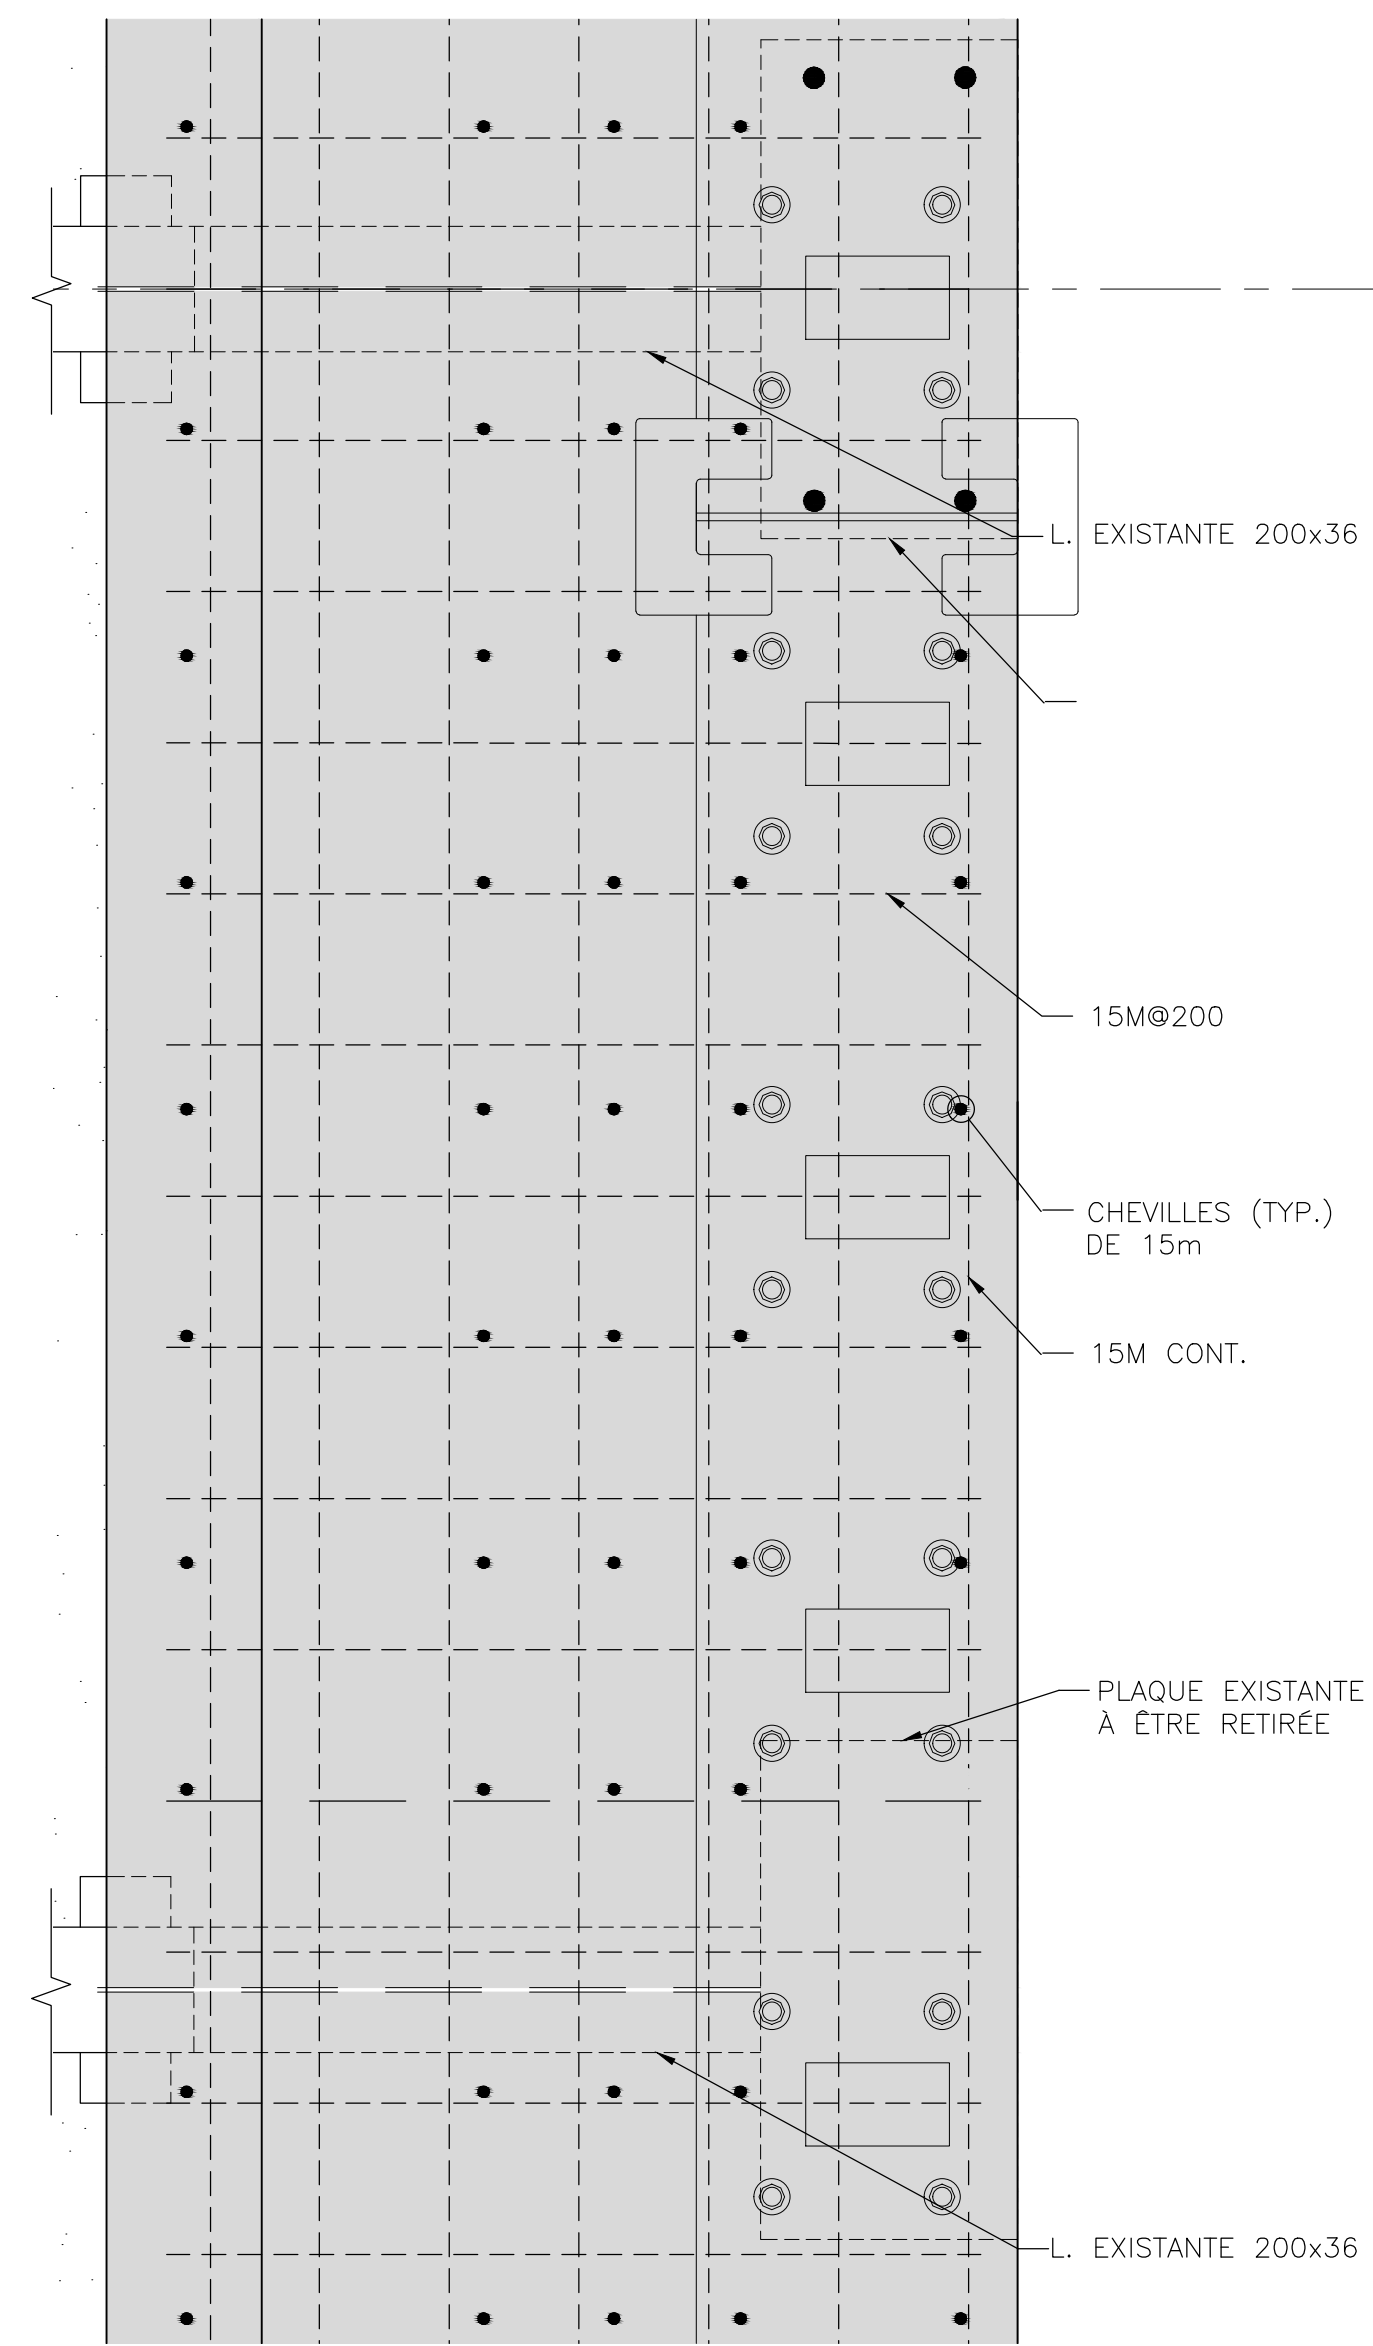 L. EXISTANTE 200x36
15M@200
CHEVILLES (TYP.)
DE 15m
15M CONT.
PLAQUE EXISTANTE
À ÊTRE RETIRÉE
L. EXISTANTE 200x36